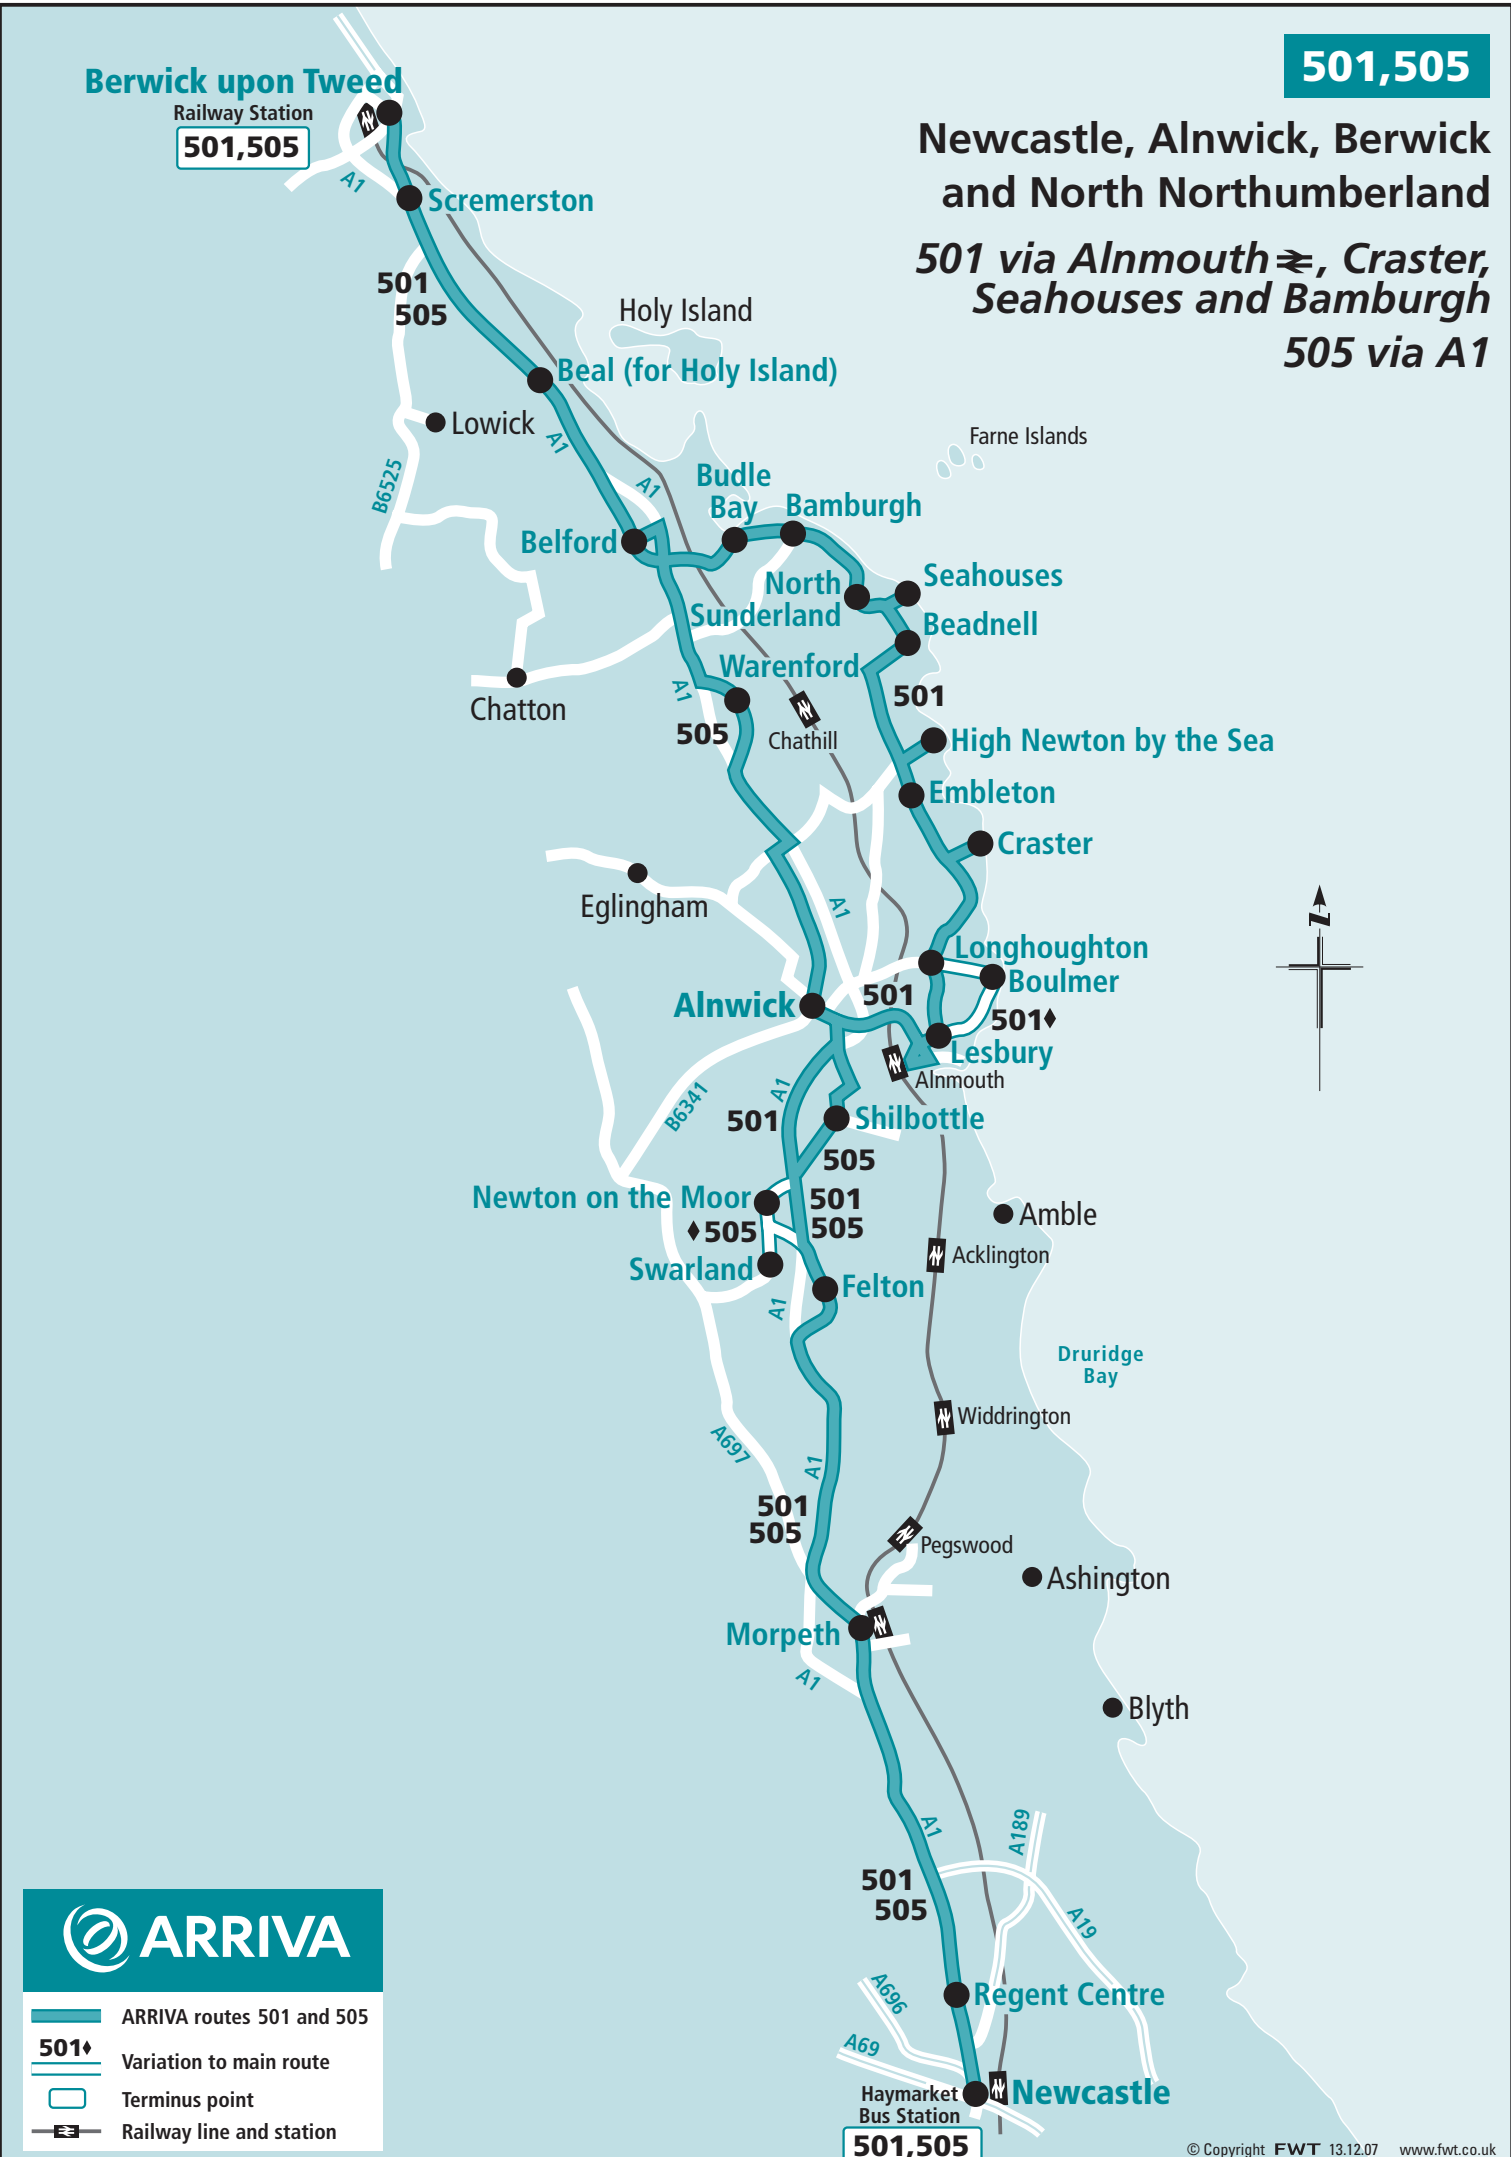 501,505
Newcastle, Alnwick, Berwick
and North Northumberland
501 via Alnmouth , Craster,
Seahouses and Bamburgh
505 via A1
Berwick upon Tweed
Railway Station
501,505
A1
Scremerston
501
505
Holy Island
Beal (for Holy Island)
Lowick
A1
B6525
Farne Islands
A1
Budle
Bay
Bamburgh
Belford
Seahouses
North
Sunderland
Beadnell
Warenford
A1
501
Chatton
505
Chathill
High Newton by the Sea
Embleton
Craster
Eglingham
A1
Longhoughton
Boulmer
501
Alnwick
501♦
Lesbury
Alnmouth
A1
B6341
501
Shilbottle
505
Newton on the Moor
501
505
♦505
Swarland
Amble
Acklington
Felton
A1
Druridge
Bay
Widdrington
A697
A1
501
505
Pegswood
Ashington
Morpeth
A1
Blyth
A1
A189
501
505
A19
A696
Regent Centre
A69
Haymarket
Bus Station
Newcastle
501,505
ARRIVA
ARRIVA routes 501 and 505
501♦
Variation to main route
Terminus point
Railway line and station
© Copyright FWT 13.12.07 www.fwt.co.uk